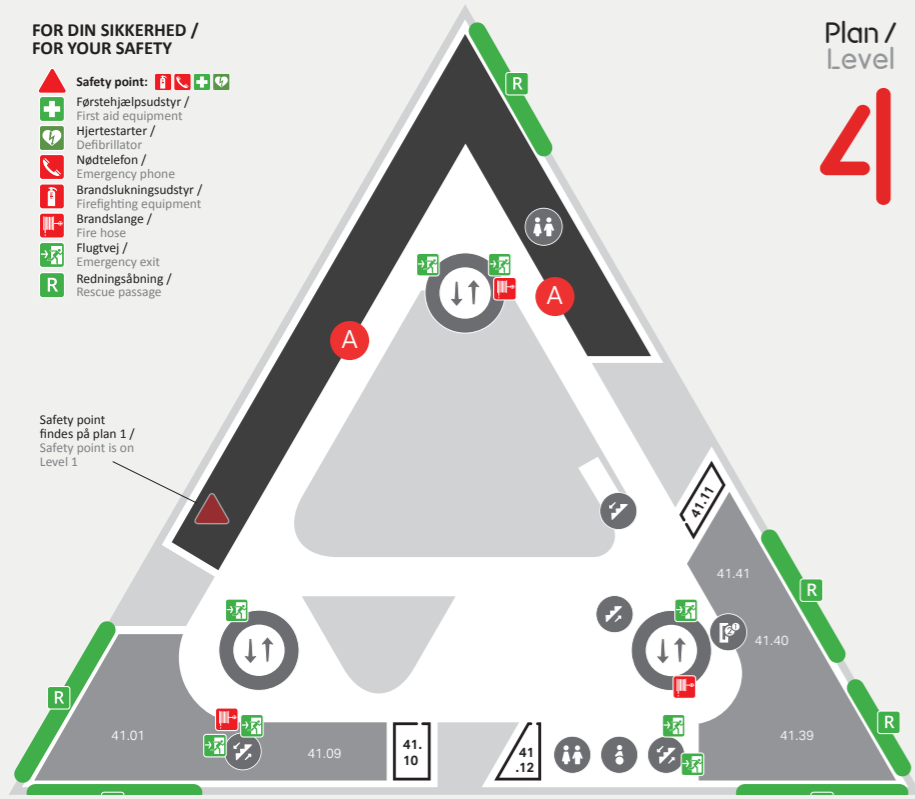 FOR DIN SIKKERHED /
FOR YOUR SAFETY
Safety point:
Førstehjælpsudstyr /
First aid equipment
Hjertestarter /
Defibrillator
Nødtelefon /
Emergency phone
Brandslukningsudstyr /
Firefighting equipment
Brandslange /
Fire hose
Flugtvej /
Emergency exit
R
Redningsåbning /
Rescue passage
Plan /
Level
4
R
A
A
Safety point
findes på plan 1 /
Safety point is on
Level 1
41.11
41.41
R
41.40
R
R
41.01
41.09
41.
10
41
.12
41.39